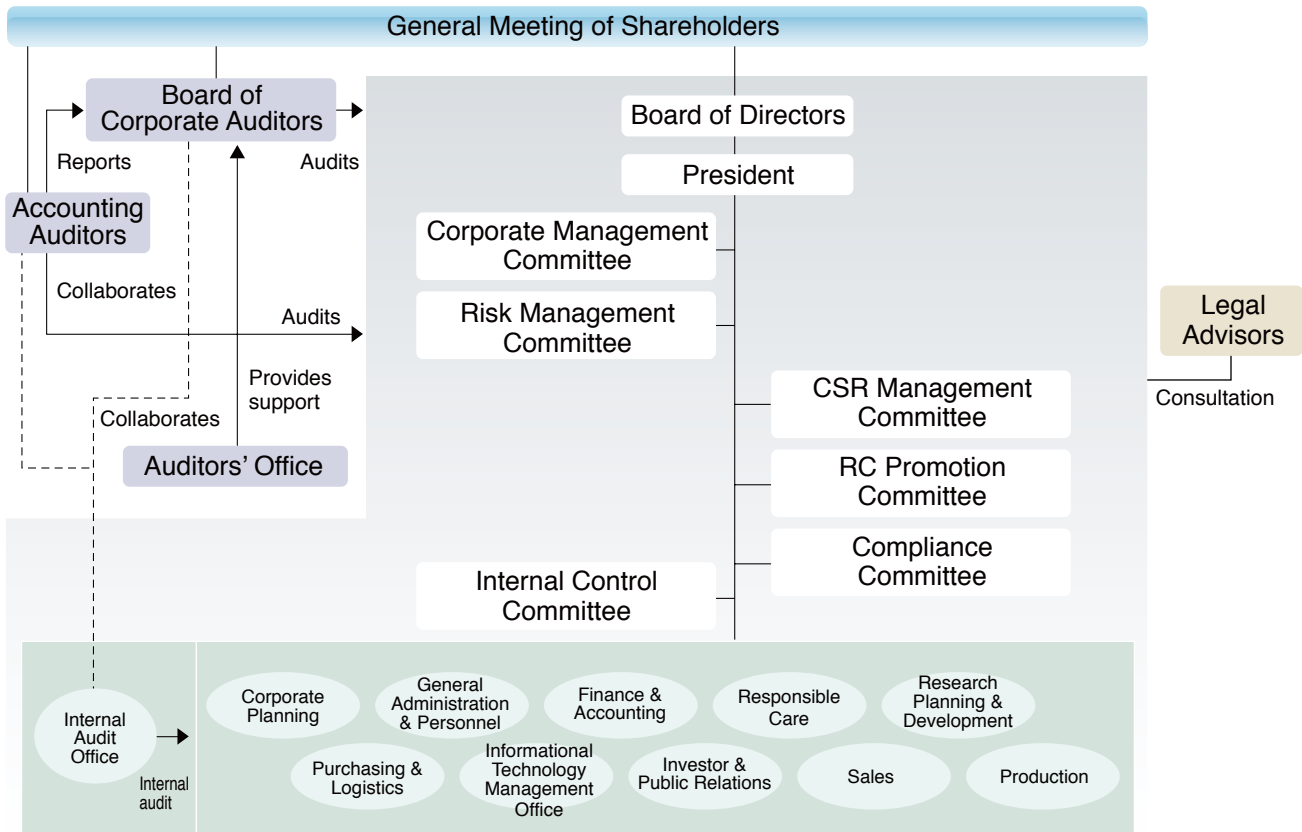 General Meeting of Shareholders
Board of
Corporate Auditors
Reports
Audits
Accounting
Auditors
Collaborates
Audits
Provides
support
Collaborates
Auditors’ Office
Board of Directors
President
Corporate Management
Committee
Risk Management
Committee
CSR Management
Committee
RC Promotion
Committee
Compliance
Committee
Internal Control
Committee
Legal
Advisors
Consultation
Internal
Audit
Office
Internal
audit
Corporate
Planning
General
Administration
& Personnel
Finance &
Accounting
Responsible
Care
Research
Planning &
Development
Purchasing &
Logistics
Informational
Technology
Management
Office
Investor &
Public Relations
Sales
Production